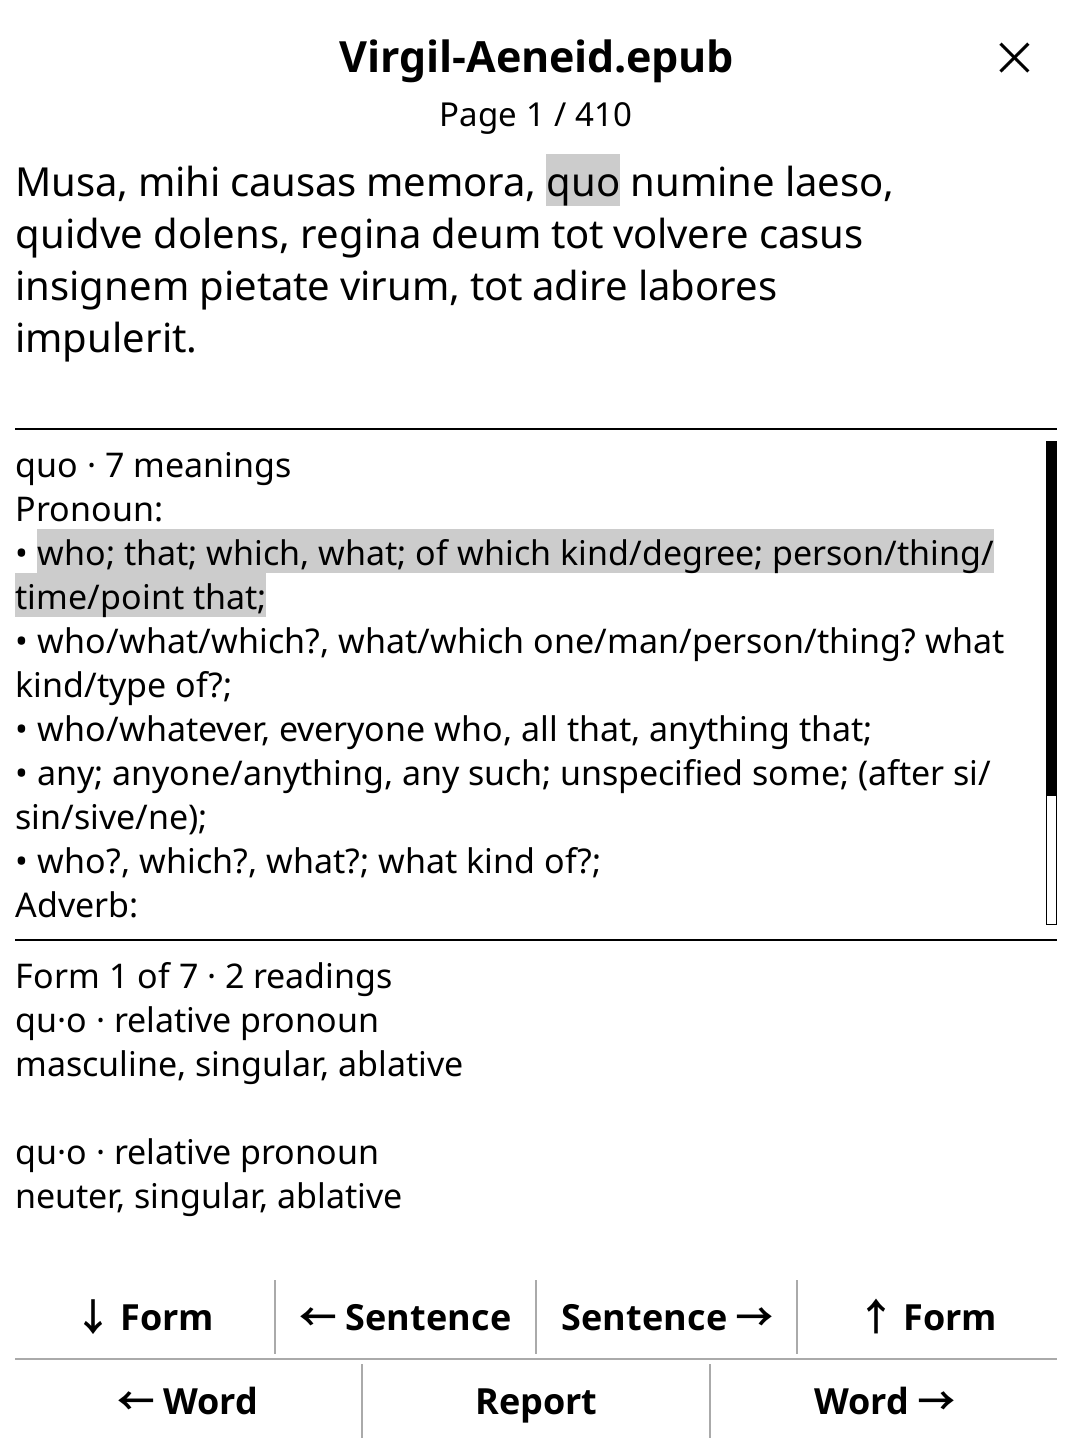 Virgil-Aeneid.epub
Page 1 / 410
Musa, mihi causas memora, quo numine laeso,
quidve dolens, regina deum tot volvere casus
insignem pietate virum, tot adire labores
impulerit.
quo · 7 meanings
Pronoun:
• who; that; which, what; of which kind/degree; person/thing/
time/point that;
• who/what/which?, what/which one/man/person/thing? what
kind/type of?;
• who/whatever, everyone who, all that, anything that;
• any; anyone/anything, any such; unspecified some; (after si/
sin/sive/ne);
• who?, which?, what?; what kind of?;
Adverb:
Form 1 of 7 · 2 readings
qu·o · relative pronoun
masculine, singular, ablative
qu·o · relative pronoun
neuter, singular, ablative
↓ Form
← Sentence
Sentence →
↑ Form
← Word
Report
Word →